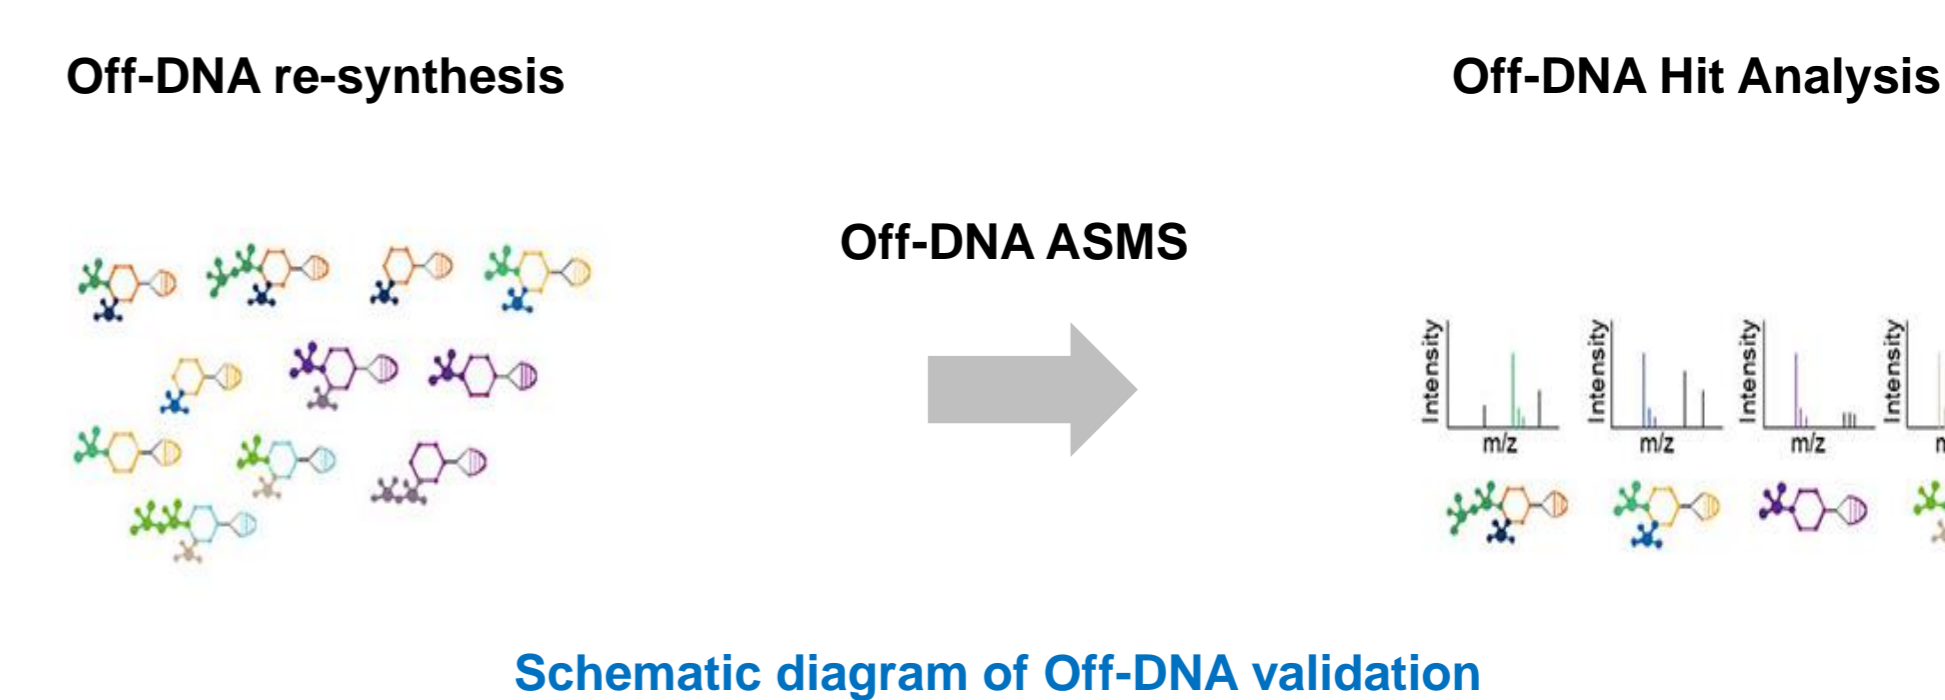 Off-DNA re-synthesis
Off-DNA Hit Analysis
Off-DNA ASMS
Intensity
m/z
Intensity
m/z
Intensity
m/z
Intensity
Schematic diagram of Off-DNA validation